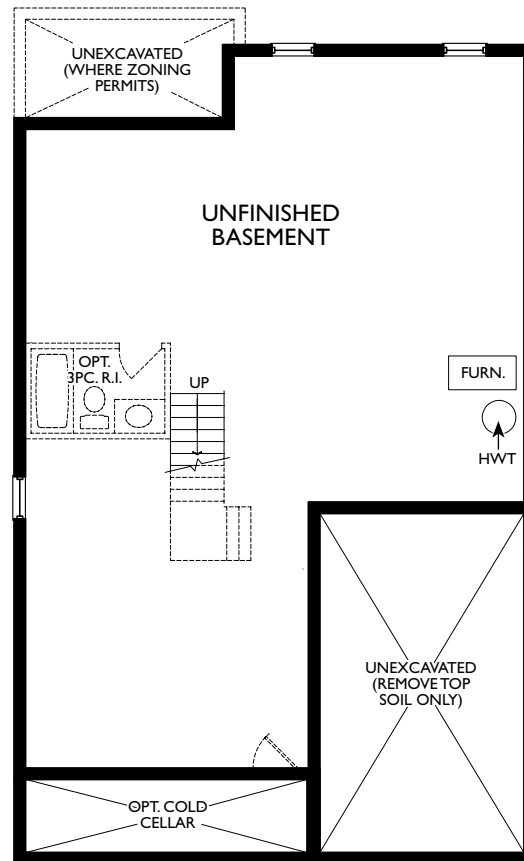 UNEXCAVATED
(WHERE ZONING
PERMITS)
UNFINISHED
BASEMENT
OPT.
3PC. R.I.
UP
FURN.
HWT
UNEXCAVATED
(REMOVE TOP
SOIL ONLY)
OPT. COLD
CELLAR